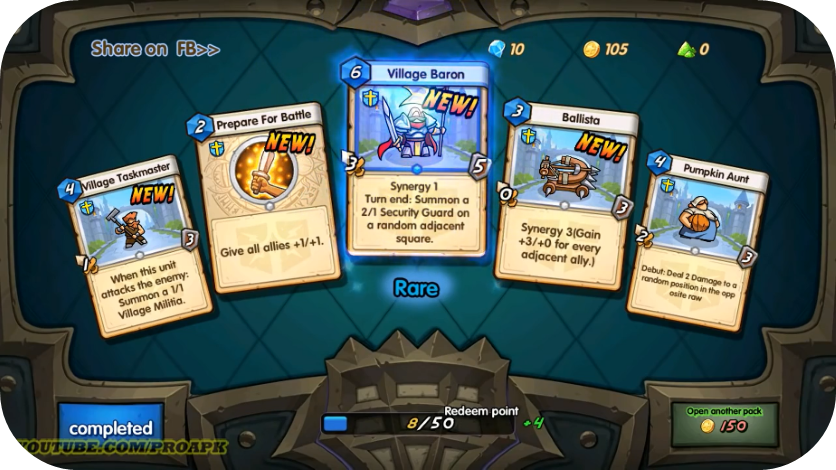 Share on FB>>
10
105
0
4
Village Taskmaster
NEW!
1
3
When this unit
attacks the enemy:
Summon a 1/1
Village Militia.
2
Prepare For Battle
NEW!
Give all allies +1/+1.
6
Village Baron
NEW!
3
5
Synergy 1
Turn end: Summon a
2/1 Security Guard on
a random adjacent
square.
3
Ballista
NEW!
0
3
Synergy 3(Gain
+3/+0 for every
adjacent ally.)
4
Pumpkin Aunt
2
3
Debut: Deal 2 Damage to a
random position in the opp
osite raw
Rare
completed
Redeem point
8/50
+4
Open another pack
150
YOUTUBE.COM/PROAPK